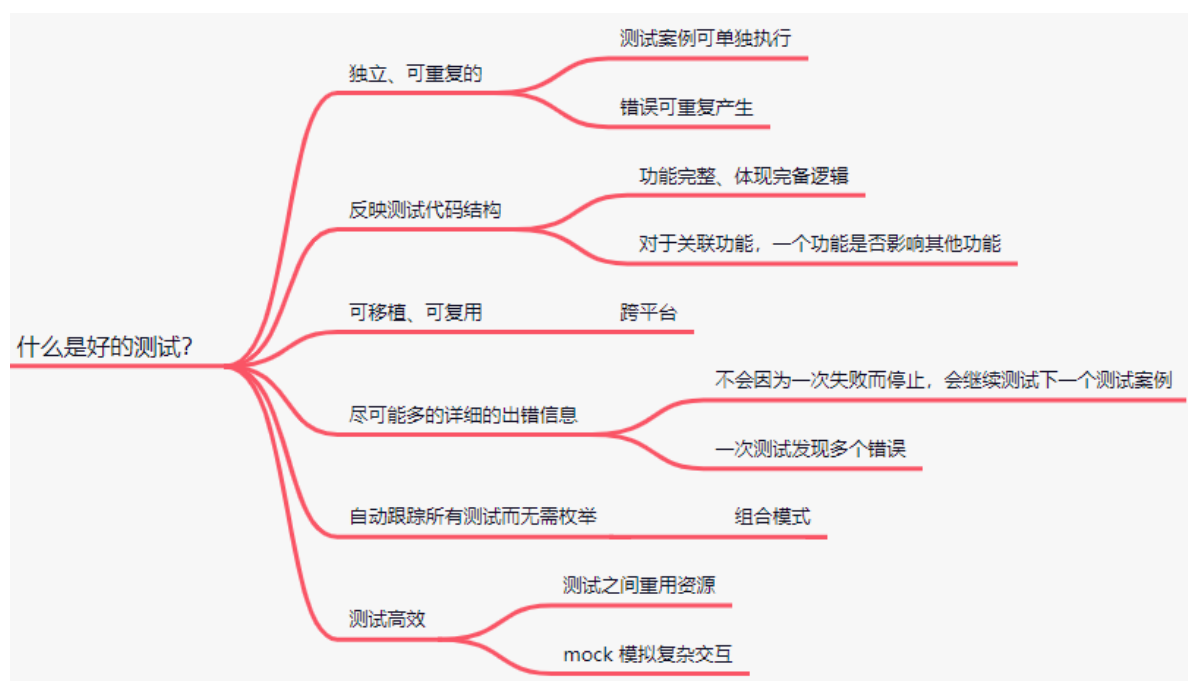 什么是好的测试？
独立、可重复的
测试案例可单独执行
错误可重复产生
反映测试代码结构
功能完整、体现完备逻辑
对于关联功能，一个功能是否影响其他功能
可移植、可复用
跨平台
尽可能多的详细的出错信息
不会因为一次失败而停止，会继续测试下一个测试案例
一次测试发现多个错误
自动跟踪所有测试而无需枚举
组合模式
测试高效
测试之间重用资源
mock 模拟复杂交互